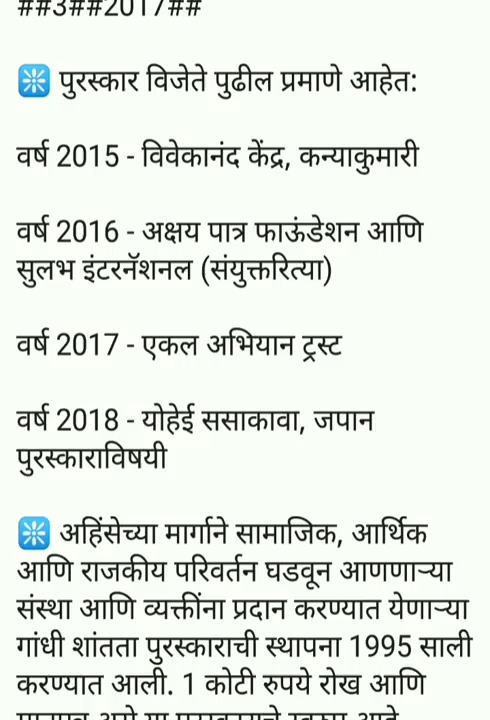 ##3##2017##
पुरस्कार विजेते पुढील प्रमाणे आहेत:
वर्ष 2015 - विवेकानंद केंद्र, कन्याकुमारी
वर्ष 2016 - अक्षय पात्र फाऊंडेशन आणि
सुलभ इंटरनॅशनल (संयुक्तरित्या)
वर्ष 2017 - एकल अभियान ट्रस्ट
वर्ष 2018 - योहेई ससाकावा, जपान
पुरस्काराविषयी
अहिंसेच्या मार्गाने सामाजिक, आर्थिक
आणि राजकीय परिवर्तन घडवून आणणाऱ्या
संस्था आणि व्यक्तींना प्रदान करण्यात येणाऱ्या
गांधी शांतता पुरस्काराची स्थापना 1995 साली
करण्यात आली. 1 कोटी रुपये रोख आणि